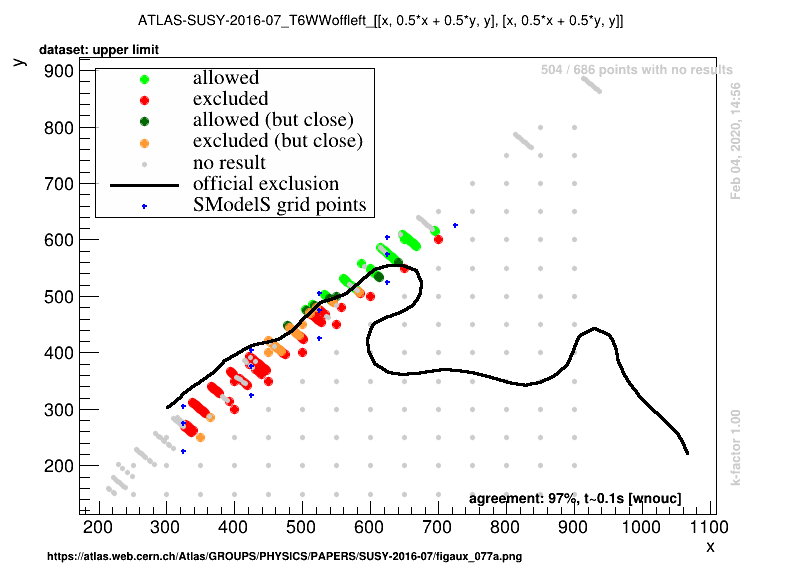 ATLAS-SUSY-2016-07_T6WWoffleft_[[x, 0.5*x + 0.5*y, y], [x, 0.5*x + 0.5*y, y]]
dataset: upper limit
y
504 / 686 points with no results
Feb 04, 2020, 14:56
k-factor 1.00
allowed
excluded
allowed (but close)
excluded (but close)
no result
official exclusion
SModelS grid points
900
800
700
600
500
400
300
200
agreement: 97%, t~0.1s [wnouc]
200 300 400 500 600 700 800 900 1000 1100
x
https://atlas.web.cern.ch/Atlas/GROUPS/PHYSICS/PAPERS/SUSY-2016-07/figaux_077a.png